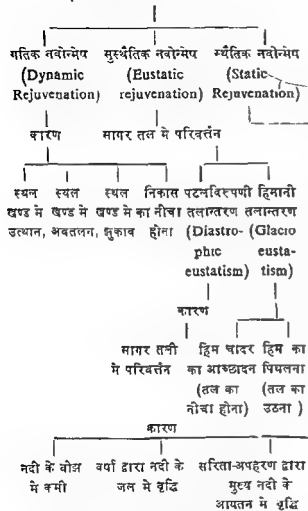 गतिक नवोन्मेष सुस्थैतिक नवोन्मेष स्थैतिक नवोन्मेष
(Dynamic (Eustatic (Static
Rejuvenation) rejuvenation) Rejuvenation)
कारण सागर तल मे परिवर्तन
स्थल स्थल स्थल निकास पटलविरूपणी हिमानी
खण्ड मे खण्ड मे खण्ड मे का नीचा तलान्तरण तलान्तरण
उत्थान, अवतलन, झुकाव होना (Diastro- (Glacio
phic eusta-
eustatism) tism)
कारण
सागर तली हिम चादर हिम का
मे परिवर्तन का आच्छादन पिघलना
(तल का (तल का
नीचा होना) उठना )
कारण
नदी के बोझ वर्षा द्वारा नदी के सरिता-अपहरण द्वारा
मे कमी जल मे वृद्धि मुख्य नदी के
आयतन मे वृद्धि